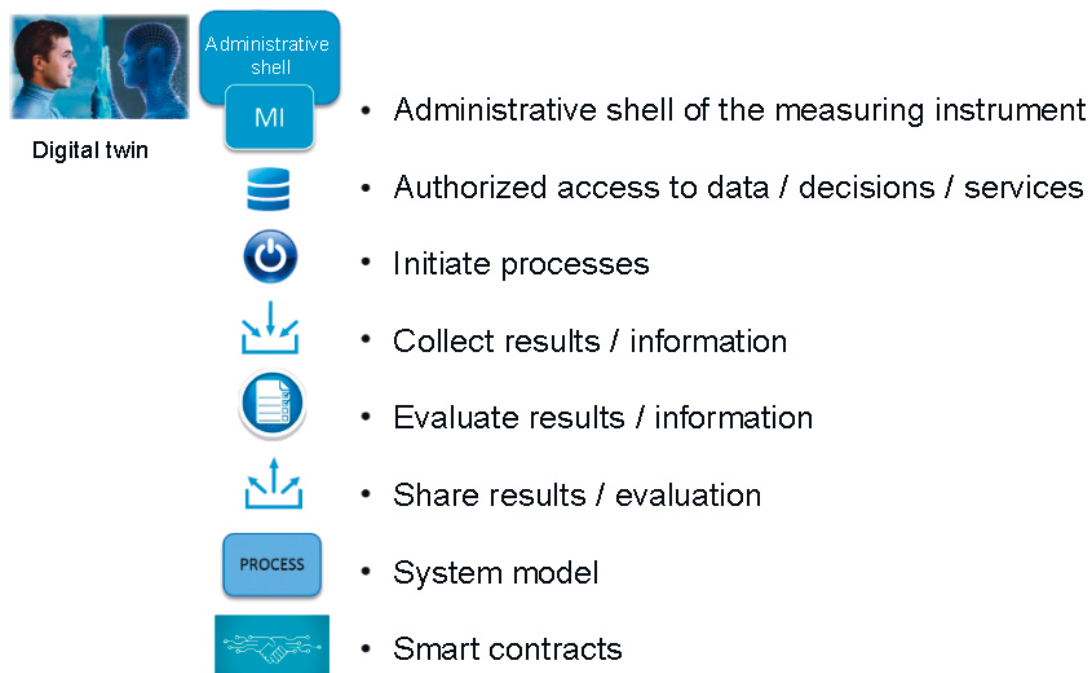 Administrative
shell
MI
Digital twin
• Administrative shell of the measuring instrument
• Authorized access to data / decisions / services
• Initiate processes
• Collect results / information
• Evaluate results / information
• Share results / evaluation
PROCESS
• System model
• Smart contracts